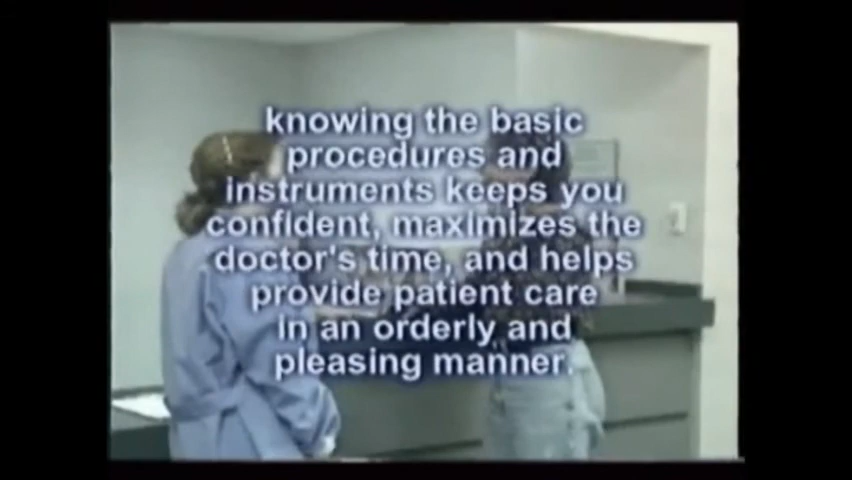 knowing the basic
procedures and
instruments keeps you
confident, maximizes the
doctor's time, and helps
provide patient care
in an orderly and
pleasing manner.